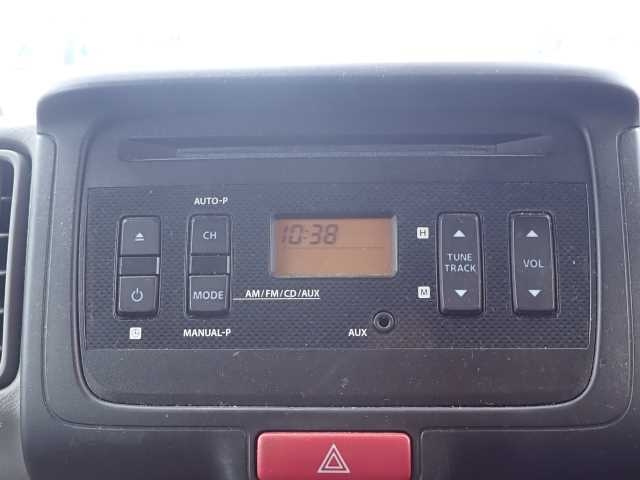 AUTO-P
CH
MODE
MANUAL-P
AM/FM/CD/AUX
10:38
AUX
H
M
TUNE
TRACK
VOL